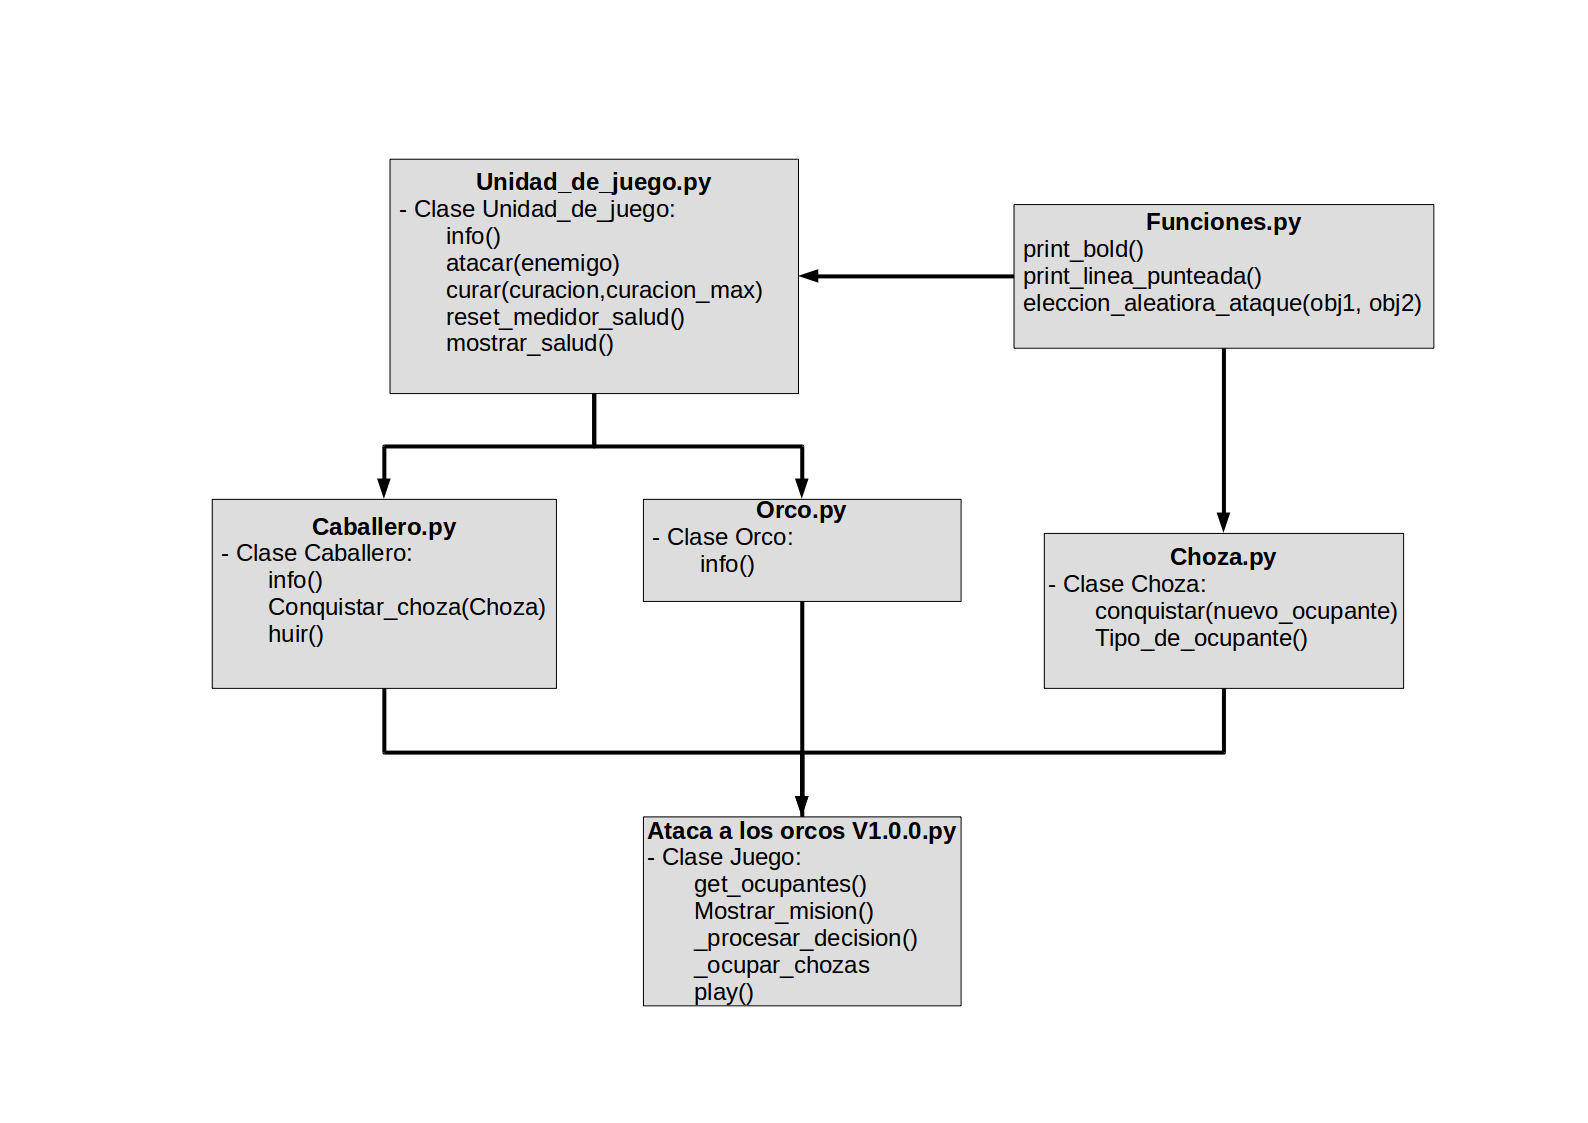 Unidad_de_juego.py
- Clase Unidad_de_juego:
info()
atacar(enemigo)
curar(curacion,curacion_max)
reset_medidor_salud()
mostrar_salud()
Funciones.py
print_bold()
print_linea_punteada()
eleccion_aleatiora_ataque(obj1, obj2)
Caballero.py
- Clase Caballero:
info()
Conquistar_choza(Choza)
huir()
Orco.py
- Clase Orco:
info()
Choza.py
- Clase Choza:
conquistar(nuevo_ocupante)
Tipo_de_ocupante()
Ataca a los orcos V1.0.0.py
- Clase Juego:
get_ocupantes()
Mostrar_mision()
_procesar_decision()
_ocupar_chozas
play()